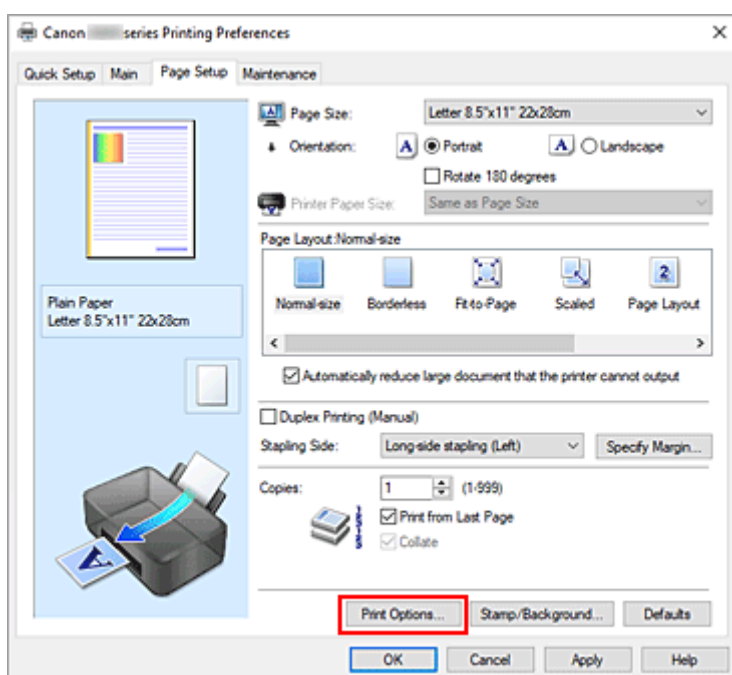 Canon series Printing Preferences
Quick Setup Main Page Setup Maintenance
Page Size: Letter 8.5"x11" 22x28cm
Orientation: A Portrait A Landscape
Rotate 180 degrees
Printer Paper Size: Same as Page Size
Page Layout:Normal-size
Normal-size Borderless Fit-to-Page Scaled 2 Page Layout
Plain Paper
Letter 8.5"x11" 22x28cm
Automatically reduce large document that the printer cannot output
Duplex Printing (Manual)
Stapling Side: Long-side stapling (Left) Specify Margin...
Copies: 1 (1-999)
Print from Last Page
Collate
A
Print Options... Stamp/Background... Defaults
OK Cancel Apply Help